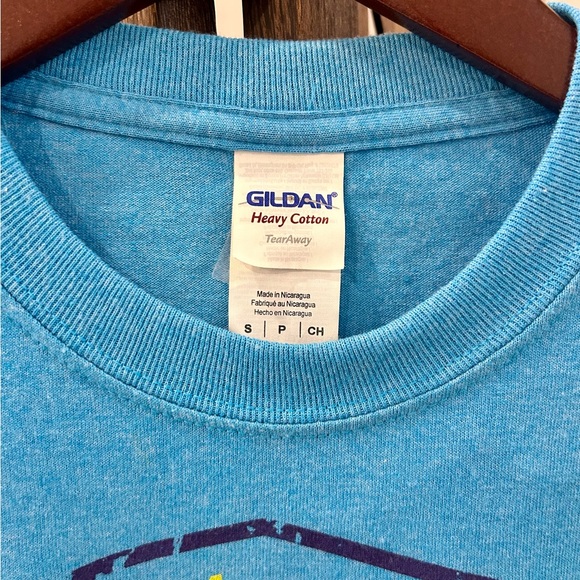 GILDAN®
Heavy Cotton
TearAway
Made in Nicaragua
Fabriqué au Nicaragua
Hecho en Nicaragua
S | P | CH